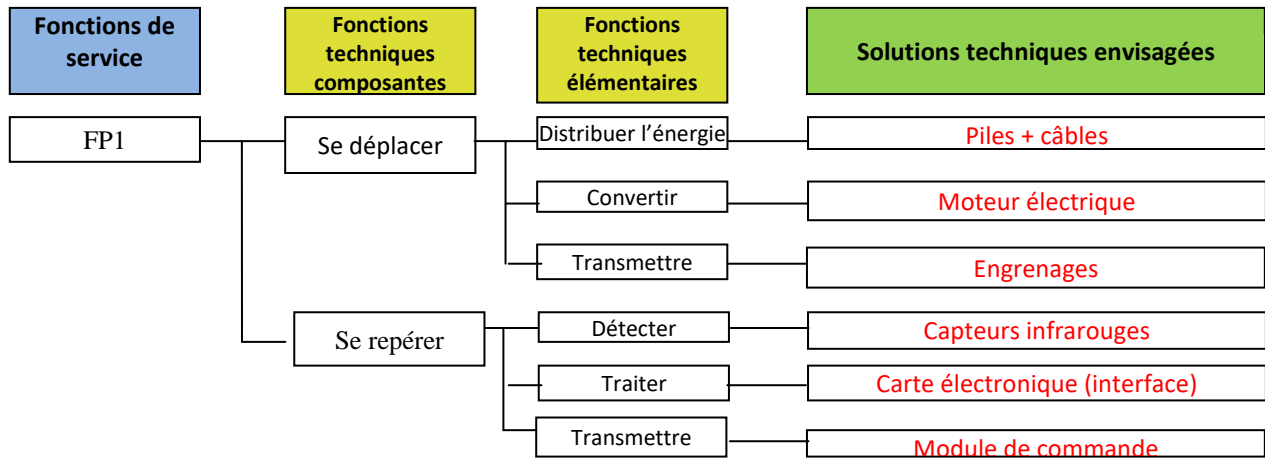 Fonctions de
service
Fonctions
techniques
composantes
Fonctions
techniques
élémentaires
Solutions techniques envisagées
FP1
Se déplacer
Distribuer l’énergie
Piles + câbles
Convertir
Moteur électrique
Transmettre
Engrenages
Se repérer
Détecter
Capteurs infrarouges
Traiter
Carte électronique (interface)
Transmettre
Module de commande